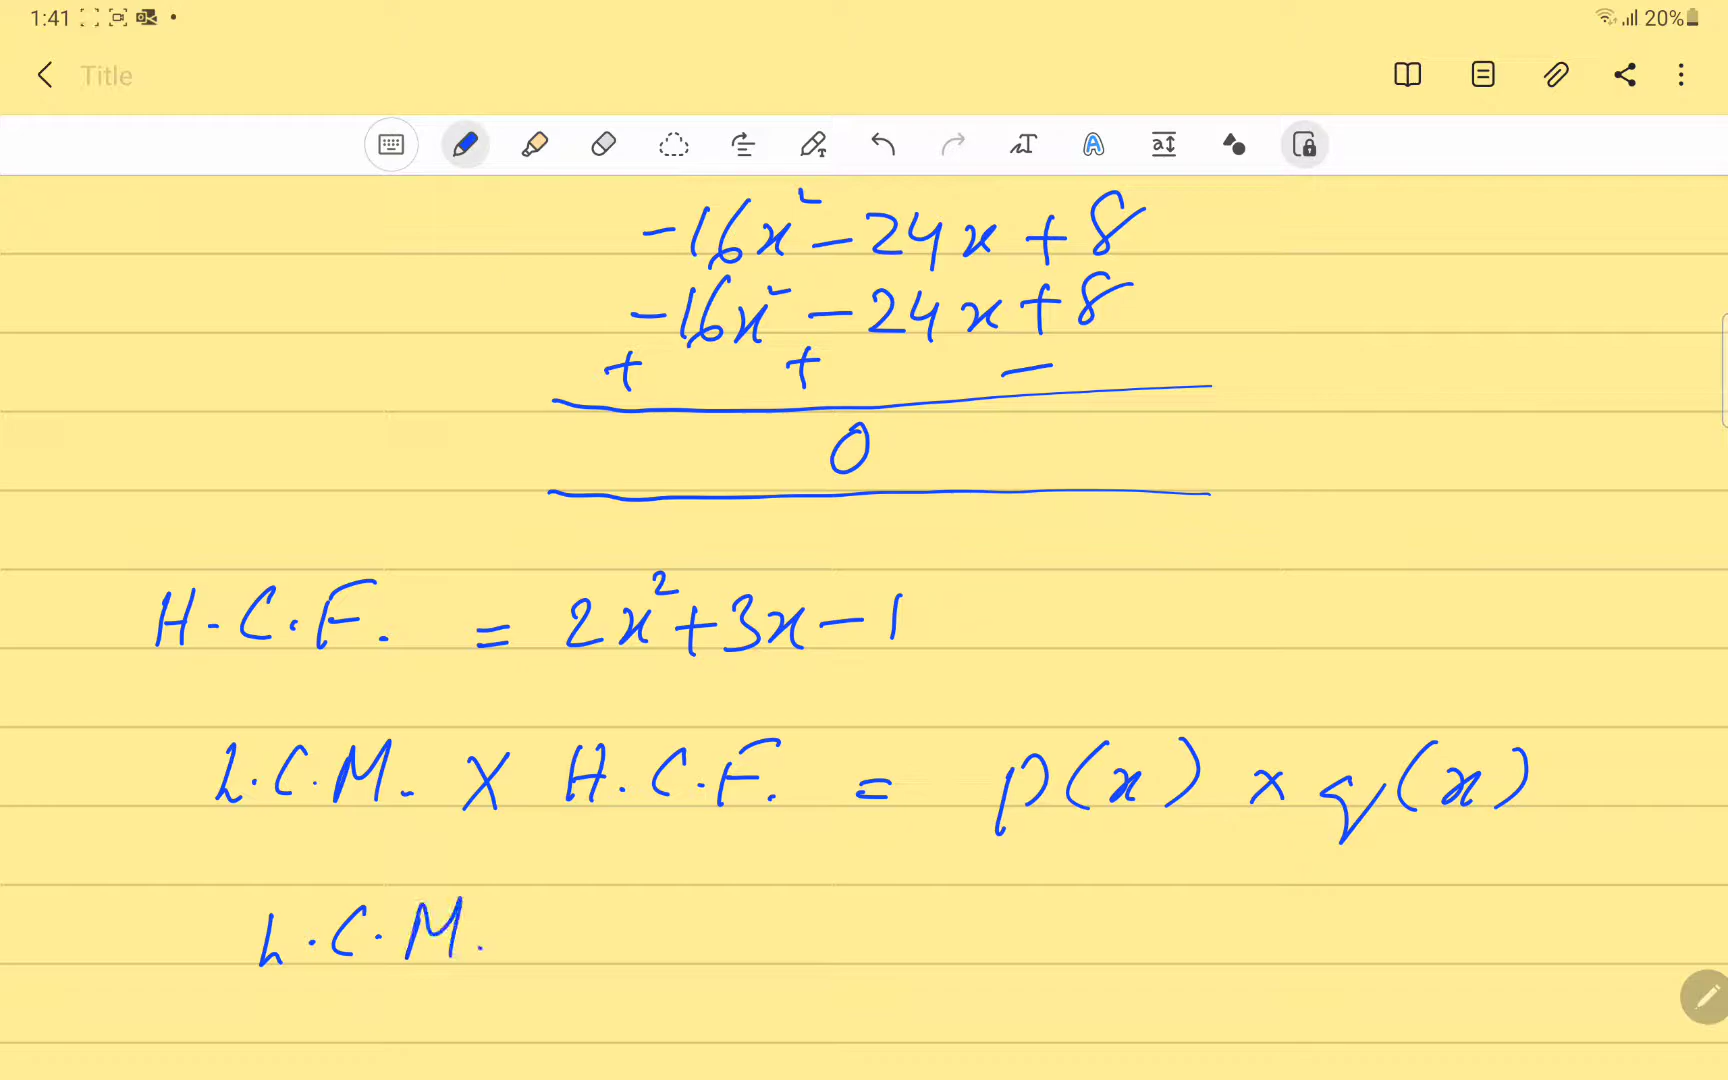 1:41 20%
Title
-16x² - 24x + 8
-16x² - 24x + 8
+ + -
0
H.C.F. = 2x² + 3x - 1
L.C.M. × H.C.F. = p(x) × q(x)
L.C.M.